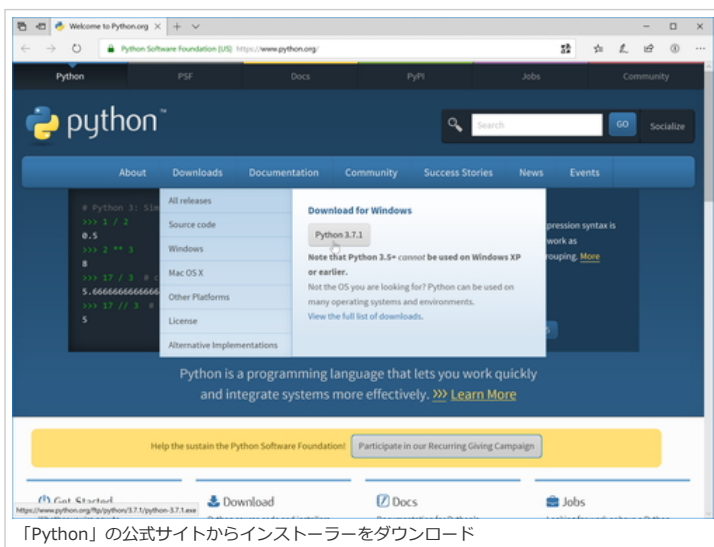 Welcome to Python.org
Python Software Foundation [US] https://www.python.org/
Python PSF Docs PyPI Jobs Community
python™
Search GO Socialize
About Downloads Documentation Community Success Stories News Events
# Python 3: Sim
>>> 1 / 2
0.5
>>> 2 ** 3
8
>>> 17 / 3 # c
5.66666666666666
>>> 17 // 3 #
5
All releases
Source code
Windows
Mac OS X
Other Platforms
License
Alternative Implementations
Download for Windows
Python 3.7.1
Note that Python 3.5+ cannot be used on Windows XP
or earlier.
Not the OS you are looking for? Python can be used on
many operating systems and environments.
View the full list of downloads.
pression syntax is
work as
rouping. More
Python is a programming language that lets you work quickly
and integrate systems more effectively. >>> Learn More
Help the sustain the Python Software Foundation! Participate in our Recurring Giving Campaign
Get Started Download Docs Jobs
https://www.python.org/ftp/python/3.7.1/python-3.7.1.exe
「Python」の公式サイトからインストーラーをダウンロード